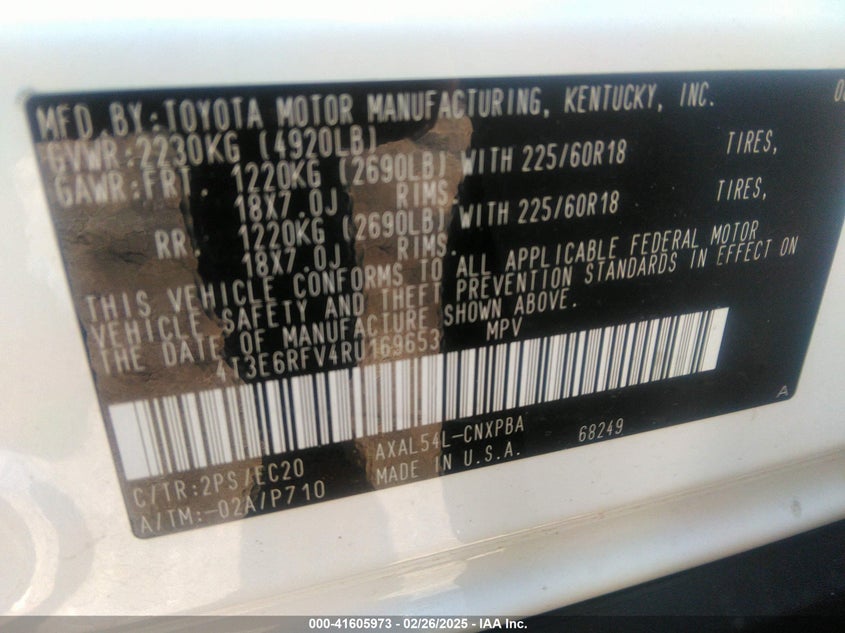 MFD. BY: TOYOTA MOTOR MANUFACTURING, KENTUCKY, INC.
GVWR: 2230KG (4920LB)
GAWR: FRT. 1220KG (2690LB) WITH 225/60R18 TIRES,
18X7.0J RIMS.
RR. 1220KG (2690LB) WITH 225/60R18 TIRES,
18X7.0J RIMS.
THIS VEHICLE CONFORMS TO ALL APPLICABLE FEDERAL MOTOR
VEHICLE SAFETY AND THEFT PREVENTION STANDARDS IN EFFECT ON
THE DATE OF MANUFACTURE SHOWN ABOVE.
4T3E6RFV4RU169653 MPV
A
AXAL54L-CNXPBA 68249
C/TR:2PS/EC20 MADE IN U.S.A.
A/TM:-02A/P710
000-41605973 - 02/26/2025 - IAA Inc.